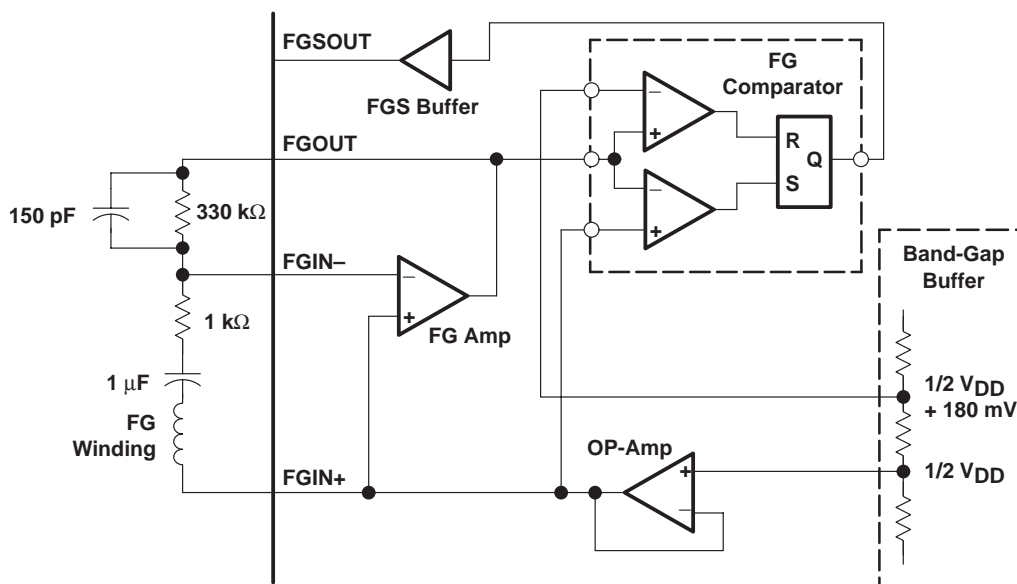 FGSOUT
FGS Buffer
FG
Comparator
−
+
R
S
Q
−
+
FGOUT
150 pF
330 kΩ
FGIN–
−
+
FG Amp
1 kΩ
1 μF
FG
Winding
FGIN+
OP-Amp
+
−
Band-Gap
Buffer
1/2 VDD
+ 180 mV
1/2 VDD